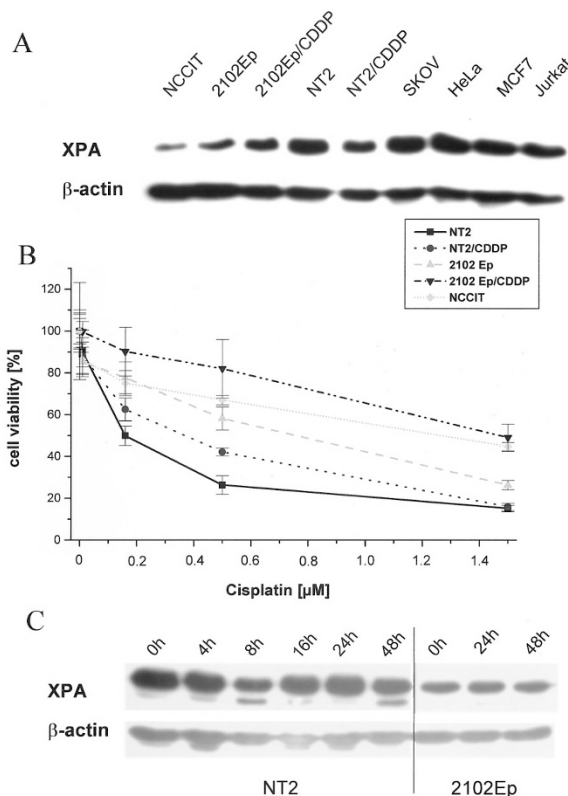 A
NCCIT 2102Ep 2102Ep/CDDP NT2 NT2/CDDP SKOV HeLa MCF7 Jurkat
XPA
β-actin
B
NT2
NT2/CDDP
2102 Ep
2102 Ep/CDDP
NCCIT
cell viability [%]
120
100
80
60
40
20
0
0 0.2 0.4 0.6 0.8 1.0 1.2 1.4
Cisplatin [µM]
C
0h 4h 8h 16h 24h 48h 0h 24h 48h
XPA
β-actin
NT2 2102Ep